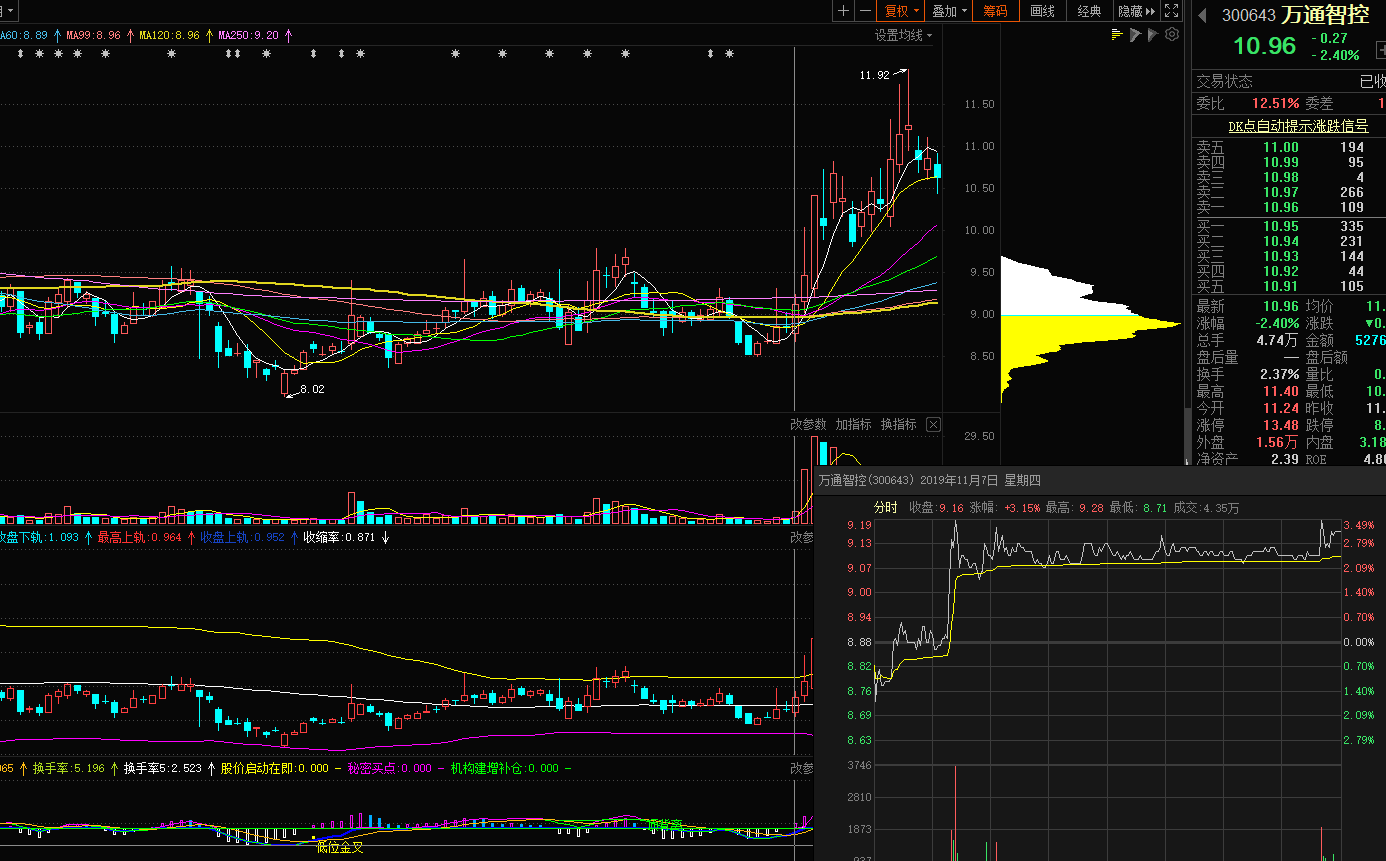 复权 叠加 筹码 画线 经典 隐藏
300643 万通智控
10.96 -0.27
-2.40%
A60:8.89 MA99:8.96 MA120:8.96 MA250:9.20 设置均线
交易状态 已收
委比 12.51% 委差 1
DK点自动提示涨跌信号
卖五 11.00 194
卖四 10.99 95
卖三 10.98 4
卖二 10.97 266
卖一 10.96 109
买一 10.95 335
买二 10.94 231
买三 10.93 144
买四 10.92 44
买五 10.91 105
最新 10.96 均价 11.
涨幅 -2.40% 涨跌 ▼0.
总手 4.74万 金额 5276
盘后量 — 盘后额
换手 2.37% 量比 0.
最高 11.40 最低 10.
今开 11.24 昨收 11.
涨停 13.48 跌停 8.
外盘 1.56万 内盘 3.18
净资产 2.39 ROE 4.80
11.92
8.02
11.50
11.00
10.50
10.00
9.50
9.00
8.50
改参数 加指标 换指标
29.50
收盘下轨:1.093 最高上轨:0.964 收盘上轨:0.952 收缩率:0.871 改参
065 换手率:5.196 换手率5:2.523 股价启动在即:0.000 - 秘密买点:0.000 - 机构建增补仓:0.000 - 改参
低位金叉
万通智控(300643) 2019年11月7日 星期四
分时 收盘:9.16 涨幅: +3.15% 最高: 9.28 最低: 8.71 成交:4.35万
9.19 3.49%
9.13 2.79%
9.07 2.09%
9.00 1.40%
8.94 0.70%
8.88 0.00%
8.82 0.70%
8.76 1.40%
8.69 2.09%
8.63 2.79%
3746
2810
1873
937